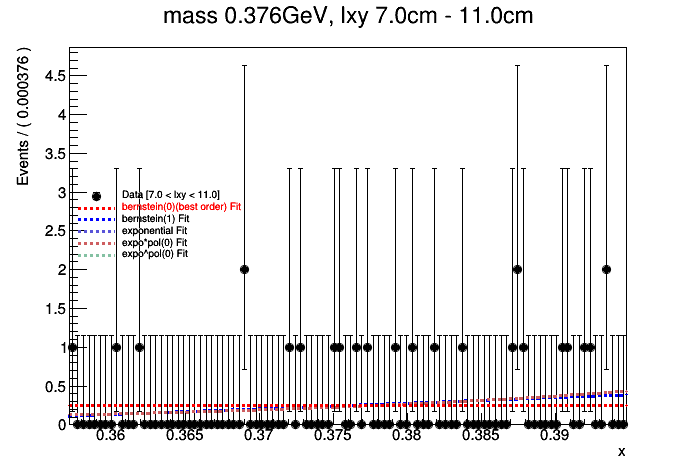 mass 0.376GeV, lxy 7.0cm - 11.0cm
Events / ( 0.000376 )
4.5
4
3.5
3
2.5
2
1.5
1
0.5
0
Data [7.0 < lxy < 11.0]
bernstein(0)(best order) Fit
bernstein(1) Fit
exponential Fit
expo*pol(0) Fit
expo^pol(0) Fit
0.36 0.365 0.37 0.375 0.38 0.385 0.39
x